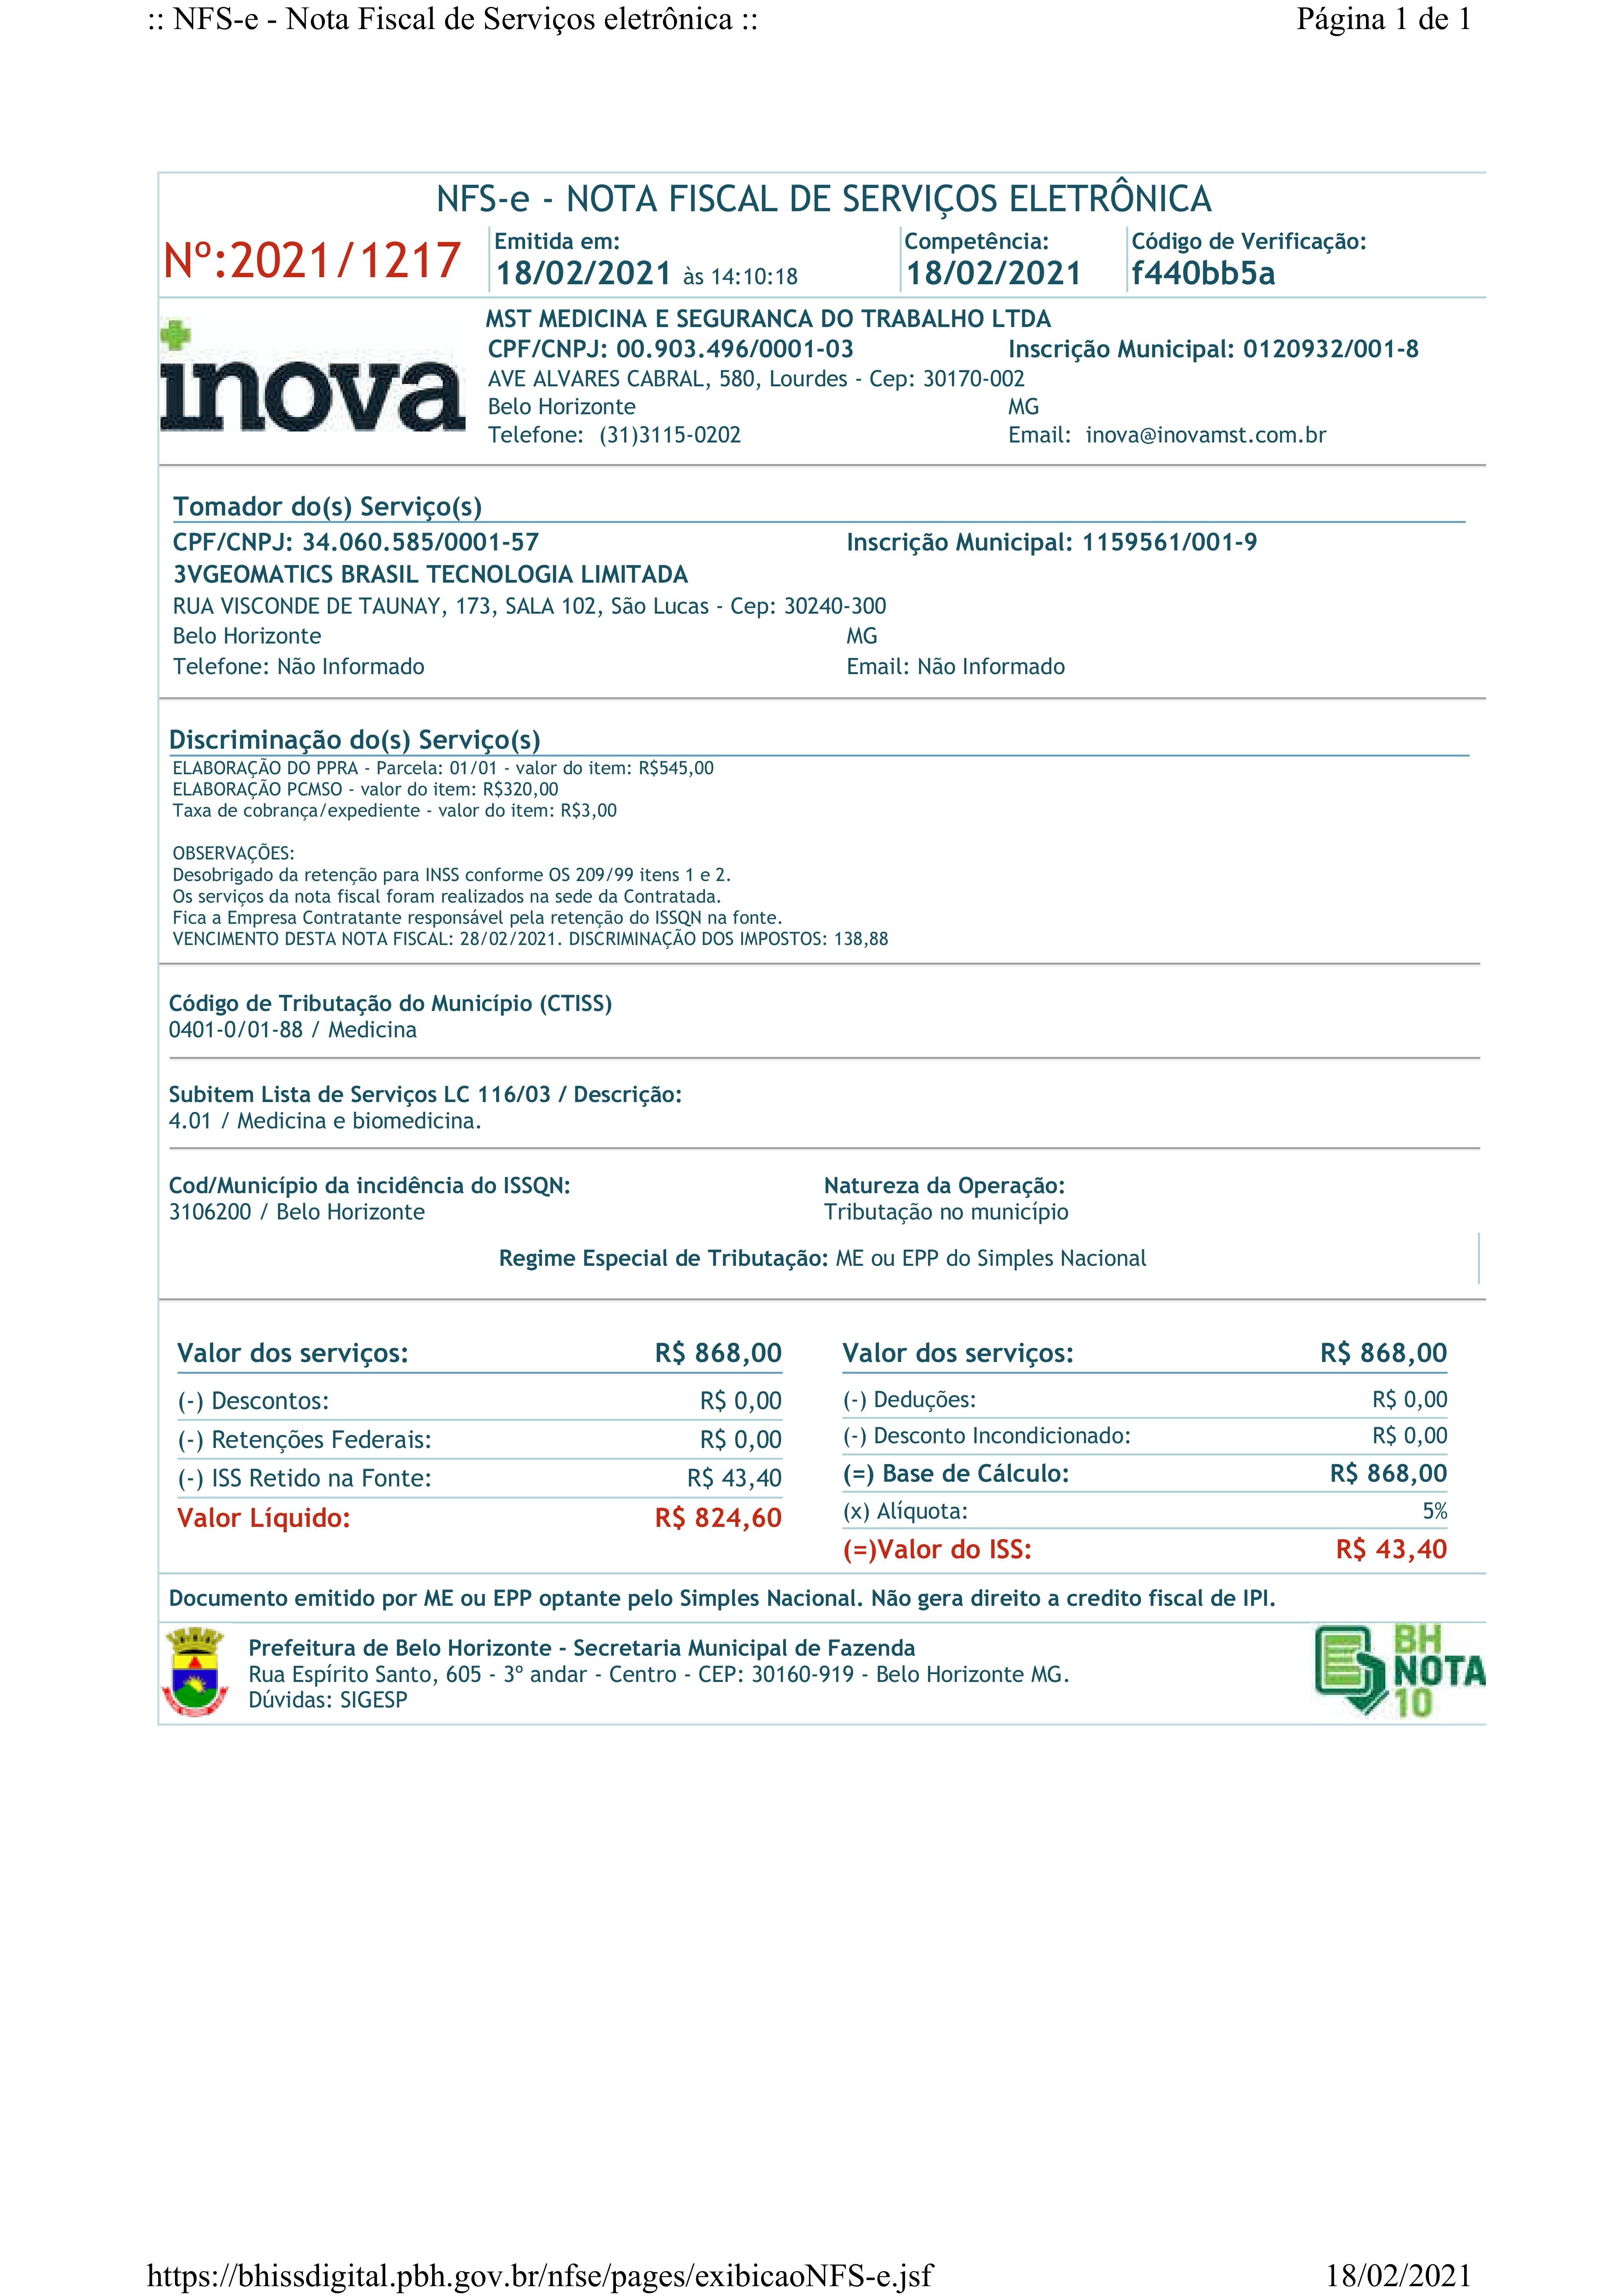 :: NFS-e - Nota Fiscal de Serviços eletrônica :: Página 1 de 1
NFS-e - NOTA FISCAL DE SERVIÇOS ELETRÔNICA
Nº:2021/1217
Emitida em: Competência: Código de Verificação:
18/02/2021 às 14:10:18 18/02/2021 f440bb5a
inova
MST MEDICINA E SEGURANCA DO TRABALHO LTDA
CPF/CNPJ: 00.903.496/0001-03 Inscrição Municipal: 0120932/001-8
AVE ALVARES CABRAL, 580, Lourdes - Cep: 30170-002
Belo Horizonte MG
Telefone: (31)3115-0202 Email: inova@inovamst.com.br
Tomador do(s) Serviço(s)
CPF/CNPJ: 34.060.585/0001-57 Inscrição Municipal: 1159561/001-9
3VGEOMATICS BRASIL TECNOLOGIA LIMITADA
RUA VISCONDE DE TAUNAY, 173, SALA 102, São Lucas - Cep: 30240-300
Belo Horizonte MG
Telefone: Não Informado Email: Não Informado
Discriminação do(s) Serviço(s)
ELABORAÇÃO DO PPRA - Parcela: 01/01 - valor do item: R$545,00
ELABORAÇÃO PCMSO - valor do item: R$320,00
Taxa de cobrança/expediente - valor do item: R$3,00
OBSERVAÇÕES:
Desobrigado da retenção para INSS conforme OS 209/99 itens 1 e 2.
Os serviços da nota fiscal foram realizados na sede da Contratada.
Fica a Empresa Contratante responsável pela retenção do ISSQN na fonte.
VENCIMENTO DESTA NOTA FISCAL: 28/02/2021. DISCRIMINAÇÃO DOS IMPOSTOS: 138,88
Código de Tributação do Município (CTISS)
0401-0/01-88 / Medicina
Subitem Lista de Serviços LC 116/03 / Descrição:
4.01 / Medicina e biomedicina.
Cod/Município da incidência do ISSQN: Natureza da Operação:
3106200 / Belo Horizonte Tributação no município
Regime Especial de Tributação: ME ou EPP do Simples Nacional
Valor dos serviços: R$ 868,00 Valor dos serviços: R$ 868,00
(-) Descontos: R$ 0,00 (-) Deduções: R$ 0,00
(-) Retenções Federais: R$ 0,00 (-) Desconto Incondicionado: R$ 0,00
(-) ISS Retido na Fonte: R$ 43,40 (=) Base de Cálculo: R$ 868,00
Valor Líquido: R$ 824,60 (x) Alíquota: 5%
(=)Valor do ISS: R$ 43,40
Documento emitido por ME ou EPP optante pelo Simples Nacional. Não gera direito a credito fiscal de IPI.
Prefeitura de Belo Horizonte - Secretaria Municipal de Fazenda
Rua Espírito Santo, 605 - 3º andar - Centro - CEP: 30160-919 - Belo Horizonte MG.
Dúvidas: SIGESP
BH
NOTA
10
https://bhissdigital.pbh.gov.br/nfse/pages/exibicaoNFS-e.jsf 18/02/2021